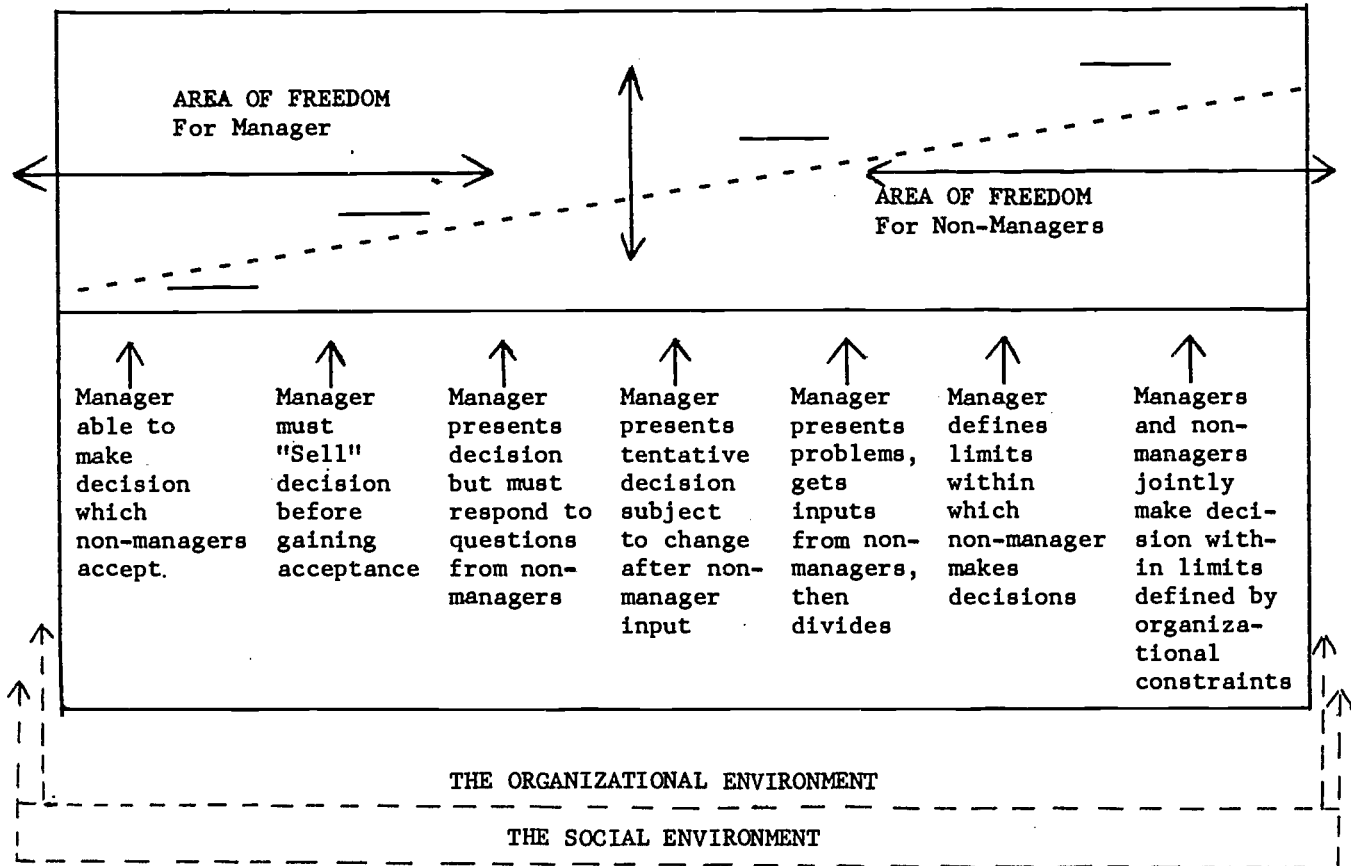 AREA OF FREEDOM
For Manager
AREA OF FREEDOM
For Non-Managers
Manager
able to
make
decision
which
non-managers
accept.
Manager
must
"Sell"
decision
before
gaining
acceptance
Manager
presents
decision
but must
respond to
questions
from non-
managers
Manager
presents
tentative
decision
subject
to change
after non-
manager
input
Manager
presents
problems,
gets
inputs
from non-
managers,
then
divides
Manager
defines
limits
within
which
non-manager
makes
decisions
Managers
and non-
managers
jointly
make deci-
sion with-
in limits
defined by
organiza-
tional
constraints
THE ORGANIZATIONAL ENVIRONMENT
THE SOCIAL ENVIRONMENT